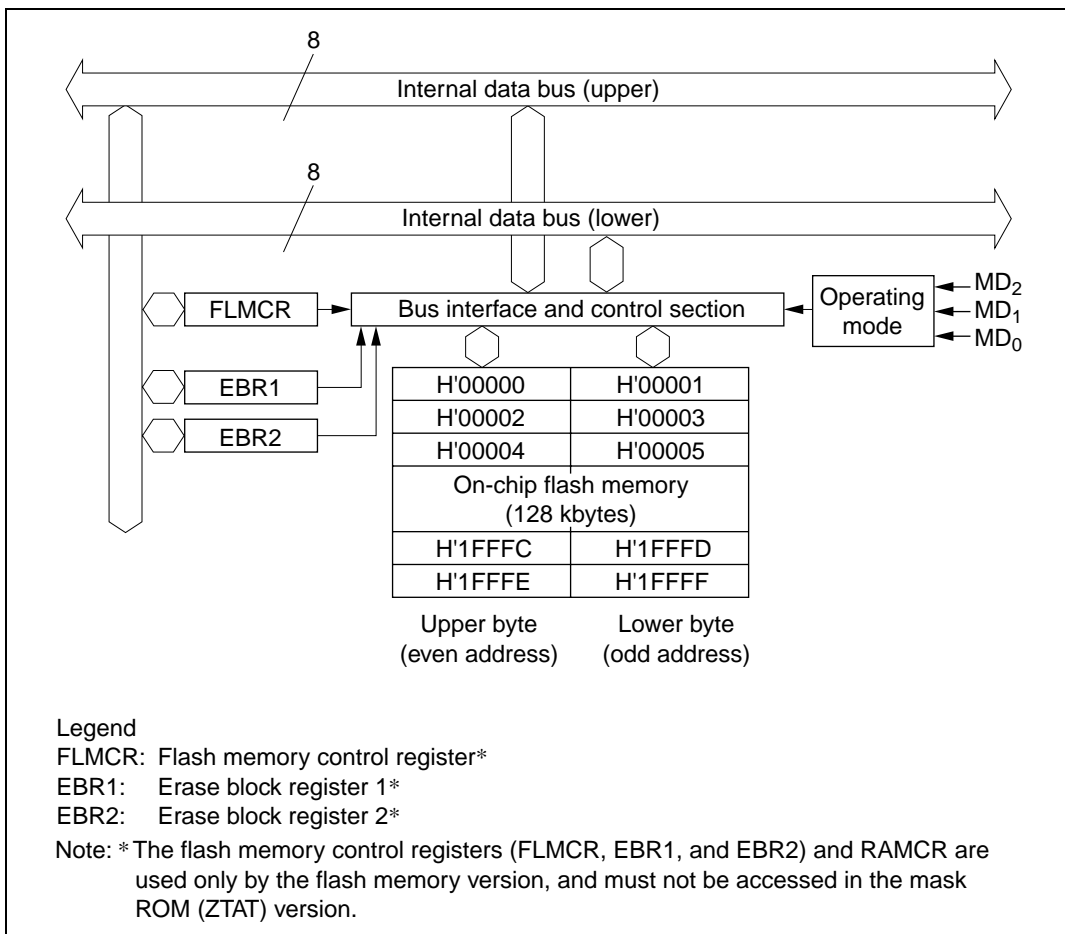 8
Internal data bus (upper)
8
Internal data bus (lower)
FLMCR
Bus interface and control section
Operating
mode
MD2
MD1
MD0
EBR1
EBR2
H'00000 H'00001
H'00002 H'00003
H'00004 H'00005
On-chip flash memory
(128 kbytes)
H'1FFFC H'1FFFD
H'1FFFE H'1FFFF
Upper byte
(even address)
Lower byte
(odd address)
Legend
FLMCR: Flash memory control register*
EBR1: Erase block register 1*
EBR2: Erase block register 2*
Note: * The flash memory control registers (FLMCR, EBR1, and EBR2) and RAMCR are
used only by the flash memory version, and must not be accessed in the mask
ROM (ZTAT) version.